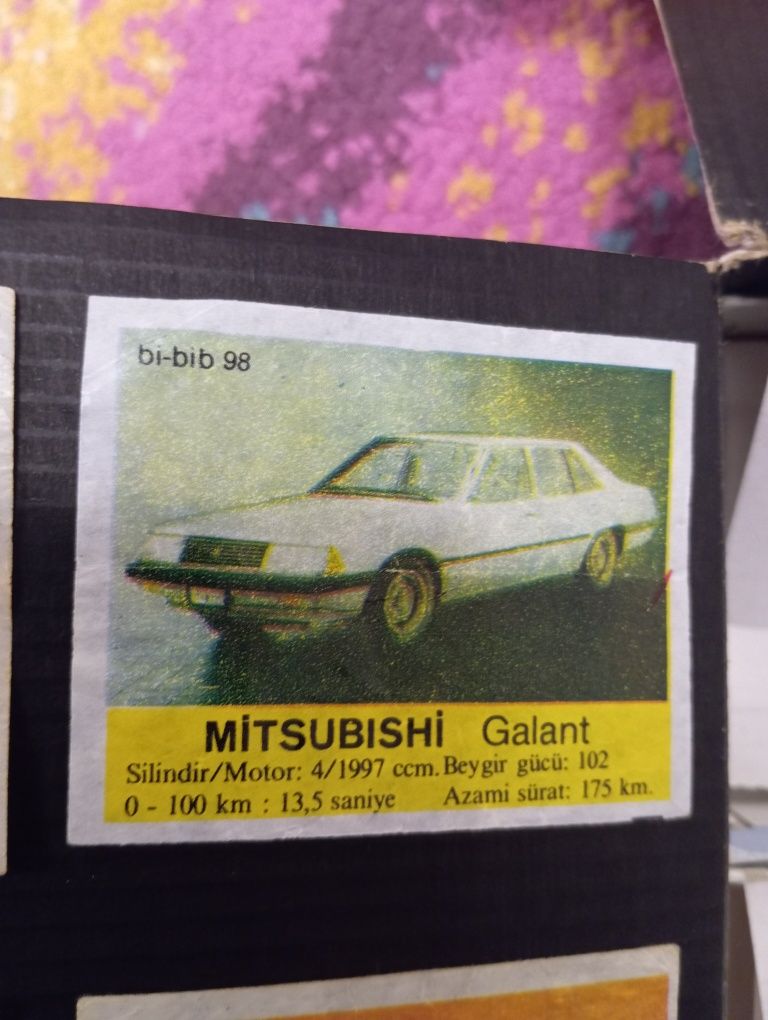 bi-bib 98
MİTSUBISHİ Galant
Silindir/Motor: 4/1997 ccm. Beygir gücü: 102
0 - 100 km : 13,5 saniye Azami sürat: 175 km.